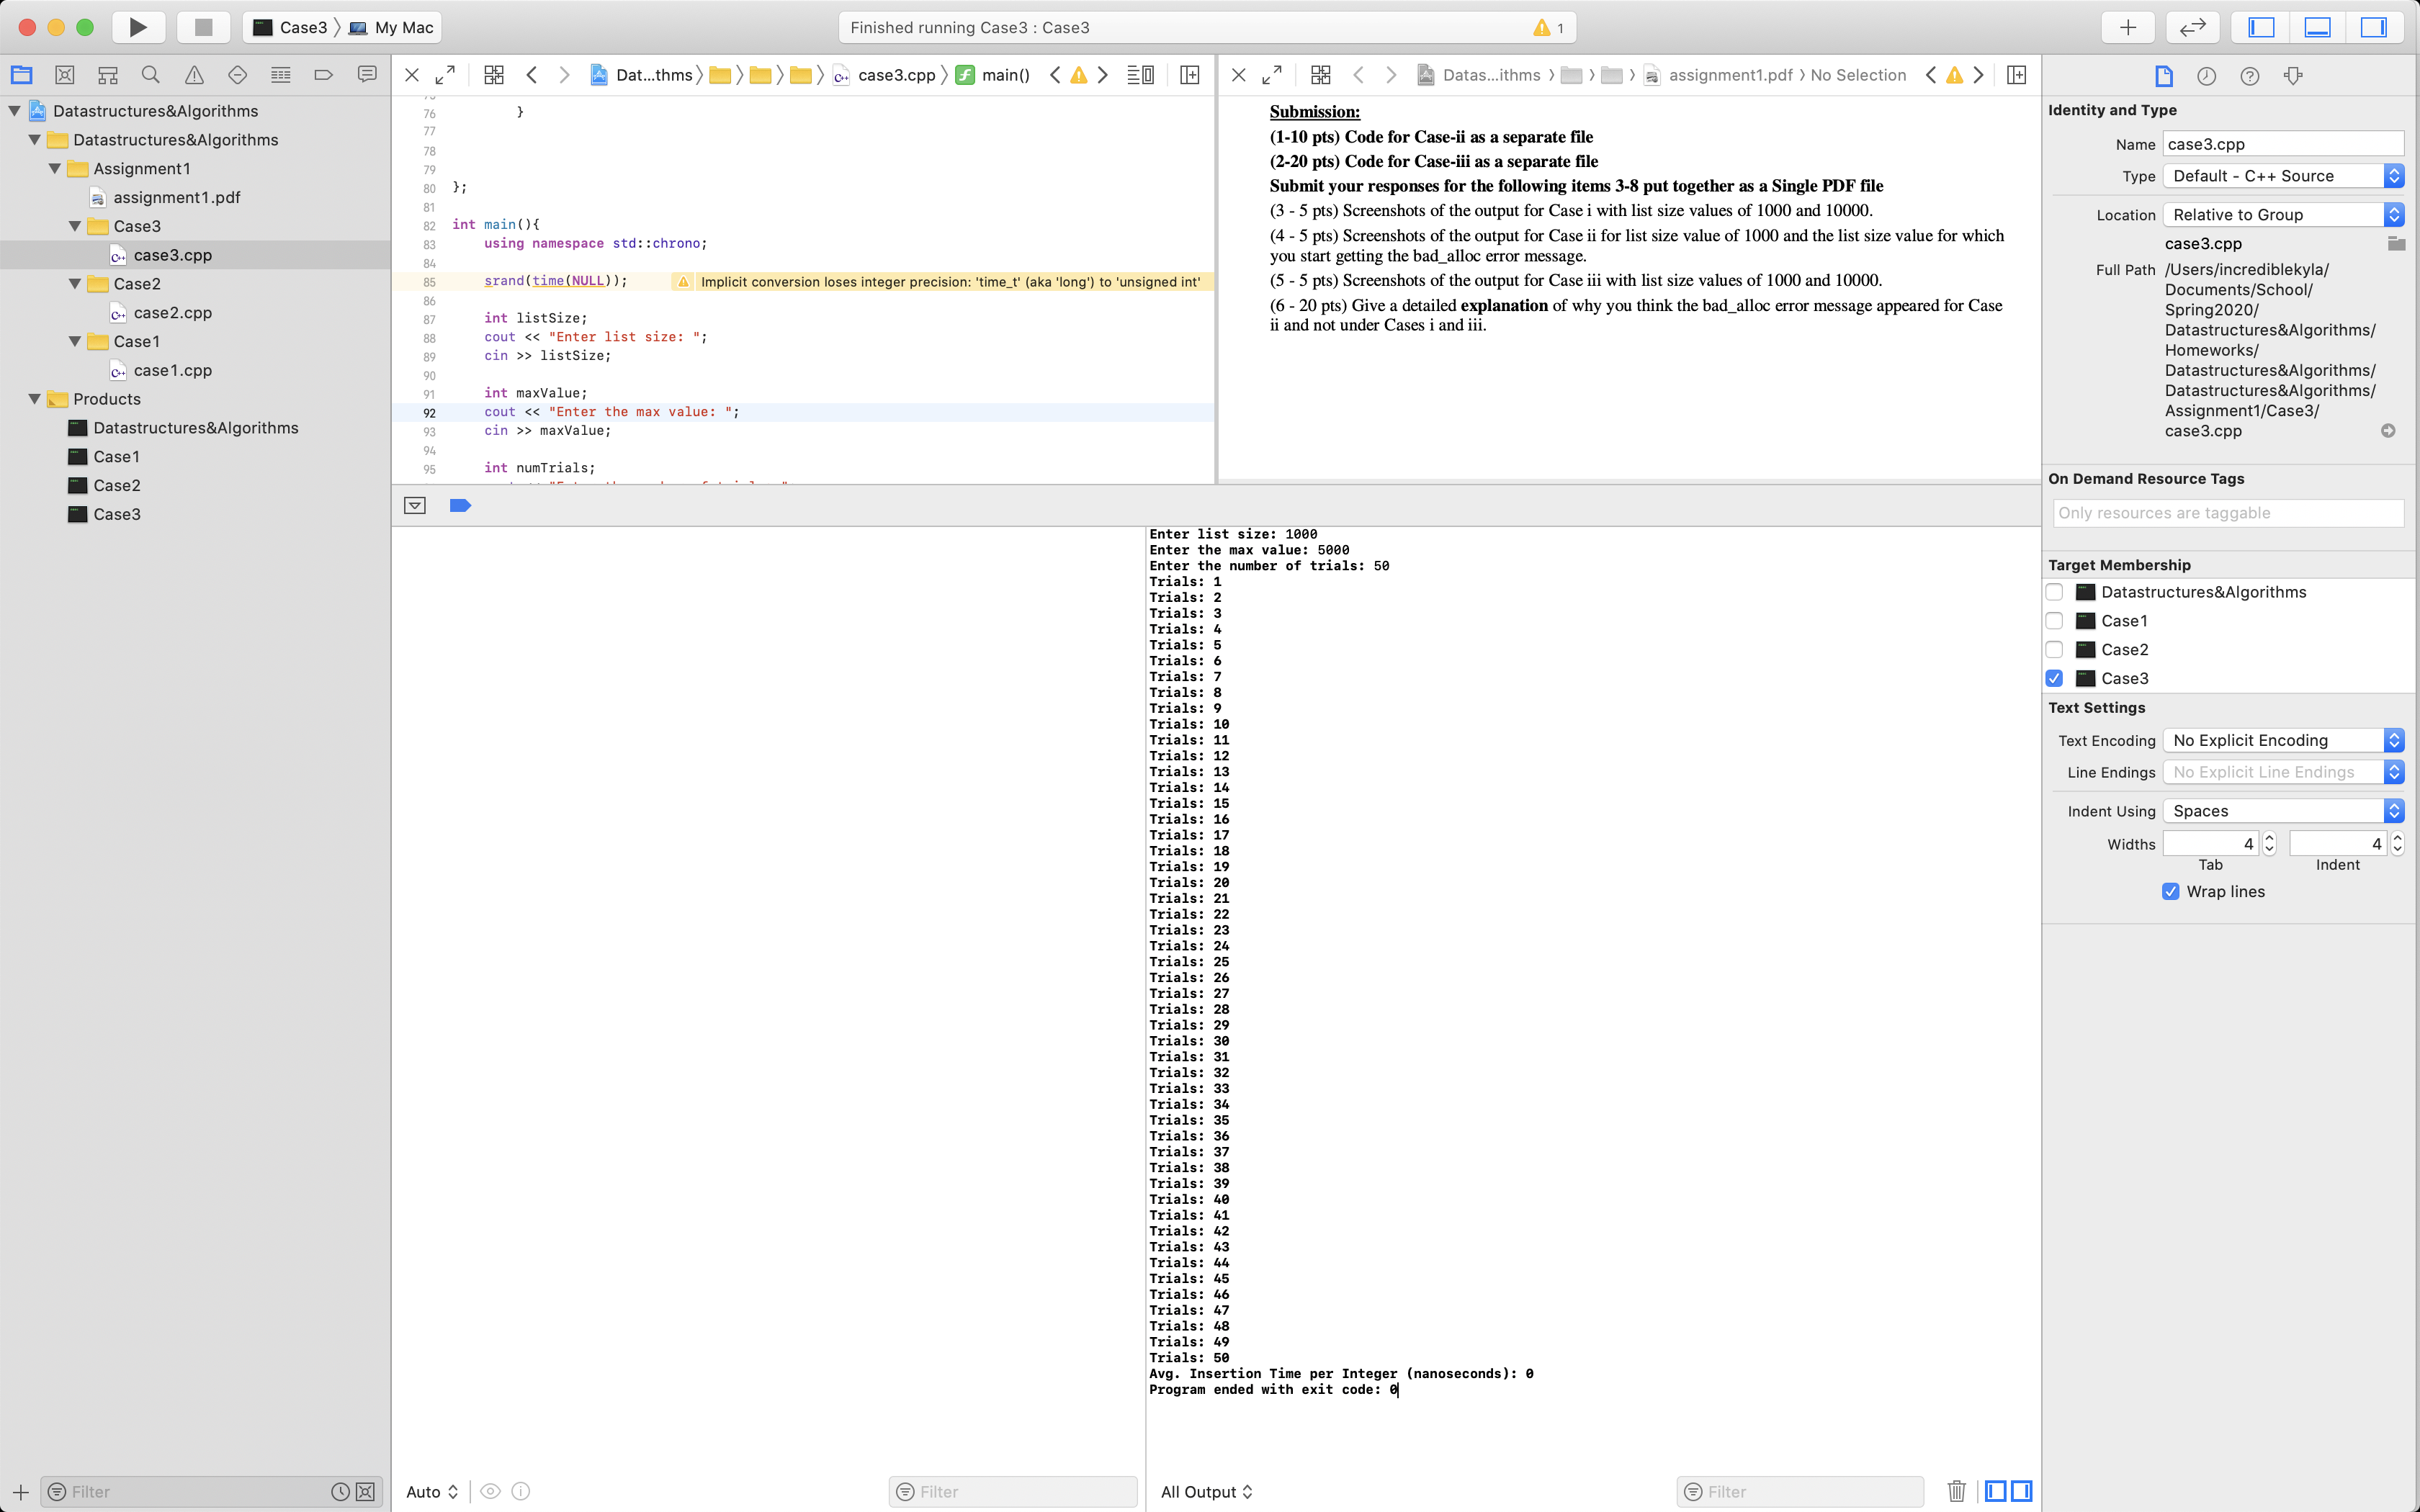 Case3 〉 My Mac
Finished running Case3 : Case3
1
Datastructures&Algorithms
Datastructures&Algorithms
Assignment1
assignment1.pdf
Case3
case3.cpp
Case2
case2.cpp
Case1
case1.cpp
Products
Datastructures&Algorithms
Case1
Case2
Case3
Filter
Dat...thms 〉 〉 〉 〉 case3.cpp 〉 main()
76 }
77
78
79
80 };
81
82 int main(){
83 using namespace std::chrono;
84
85 srand(time(NULL)); Implicit conversion loses integer precision: 'time_t' (aka 'long') to 'unsigned int'
86
87 int listSize;
88 cout << "Enter list size: ";
89 cin >> listSize;
90
91 int maxValue;
92 cout << "Enter the max value: ";
93 cin >> maxValue;
94
95 int numTrials;
Datas...ithms 〉 〉 〉 assignment1.pdf 〉 No Selection
Submission:
(1-10 pts) Code for Case-ii as a separate file
(2-20 pts) Code for Case-iii as a separate file
Submit your responses for the following items 3-8 put together as a Single PDF file
(3 - 5 pts) Screenshots of the output for Case i with list size values of 1000 and 10000.
(4 - 5 pts) Screenshots of the output for Case ii for list size value of 1000 and the list size value for which
you start getting the bad_alloc error message.
(5 - 5 pts) Screenshots of the output for Case iii with list size values of 1000 and 10000.
(6 - 20 pts) Give a detailed explanation of why you think the bad_alloc error message appeared for Case
ii and not under Cases i and iii.
Auto
Filter
Enter list size: 1000
Enter the max value: 5000
Enter the number of trials: 50
Trials: 1
Trials: 2
Trials: 3
Trials: 4
Trials: 5
Trials: 6
Trials: 7
Trials: 8
Trials: 9
Trials: 10
Trials: 11
Trials: 12
Trials: 13
Trials: 14
Trials: 15
Trials: 16
Trials: 17
Trials: 18
Trials: 19
Trials: 20
Trials: 21
Trials: 22
Trials: 23
Trials: 24
Trials: 25
Trials: 26
Trials: 27
Trials: 28
Trials: 29
Trials: 30
Trials: 31
Trials: 32
Trials: 33
Trials: 34
Trials: 35
Trials: 36
Trials: 37
Trials: 38
Trials: 39
Trials: 40
Trials: 41
Trials: 42
Trials: 43
Trials: 44
Trials: 45
Trials: 46
Trials: 47
Trials: 48
Trials: 49
Trials: 50
Avg. Insertion Time per Integer (nanoseconds): 0
Program ended with exit code: 0
All Output
Filter
Identity and Type
Name case3.cpp
Type Default - C++ Source
Location Relative to Group
case3.cpp
Full Path /Users/incrediblekyla/
Documents/School/
Spring2020/
Datastructures&Algorithms/
Homeworks/
Datastructures&Algorithms/
Datastructures&Algorithms/
Assignment1/Case3/
case3.cpp
On Demand Resource Tags
Only resources are taggable
Target Membership
Datastructures&Algorithms
Case1
Case2
Case3
Text Settings
Text Encoding No Explicit Encoding
Line Endings No Explicit Line Endings
Indent Using Spaces
Widths 4 4
Tab Indent
Wrap lines